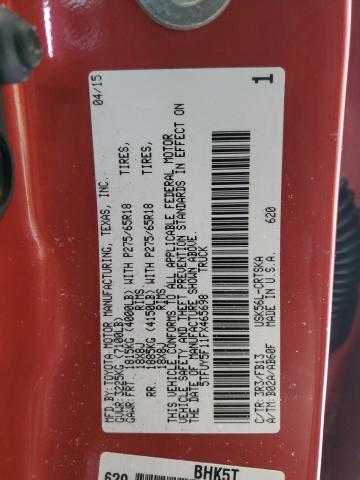 MFD.BY:TOYOTA MOTOR MANUFACTURING, TEXAS, INC. 04/15
GVWR:3225KG (7100LB)
GAWR:FRT. 1815KG (4000LB) WITH P275/65R18 TIRES,
18X8J RIMS
RR. 1885KG (4150LB) WITH P275/65R18 TIRES,
18X8J RIMS
THIS VEHICLE CONFORMS TO ALL APPLICABLE FEDERAL MOTOR
VEHICLE SAFETY AND THEFT PREVENTION STANDARDS IN EFFECT ON
THE DATE OF MANUFACTURE SHOWN ABOVE.
5TFUY5F11FX465698 TRUCK
C/TR:3R3/FB13 USK56L-CRTSKA 620
A/TM:B02A/AB60F MADE IN U.S.A. 1
620 BHK5T